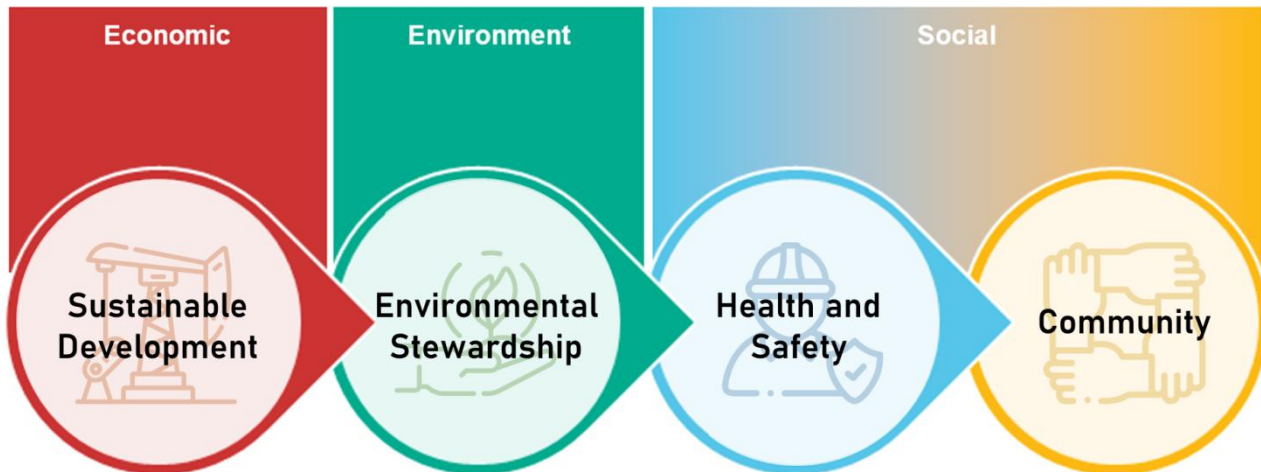 Economic
Environment
Social
Sustainable
Development
Environmental
Stewardship
Health and
Safety
Community